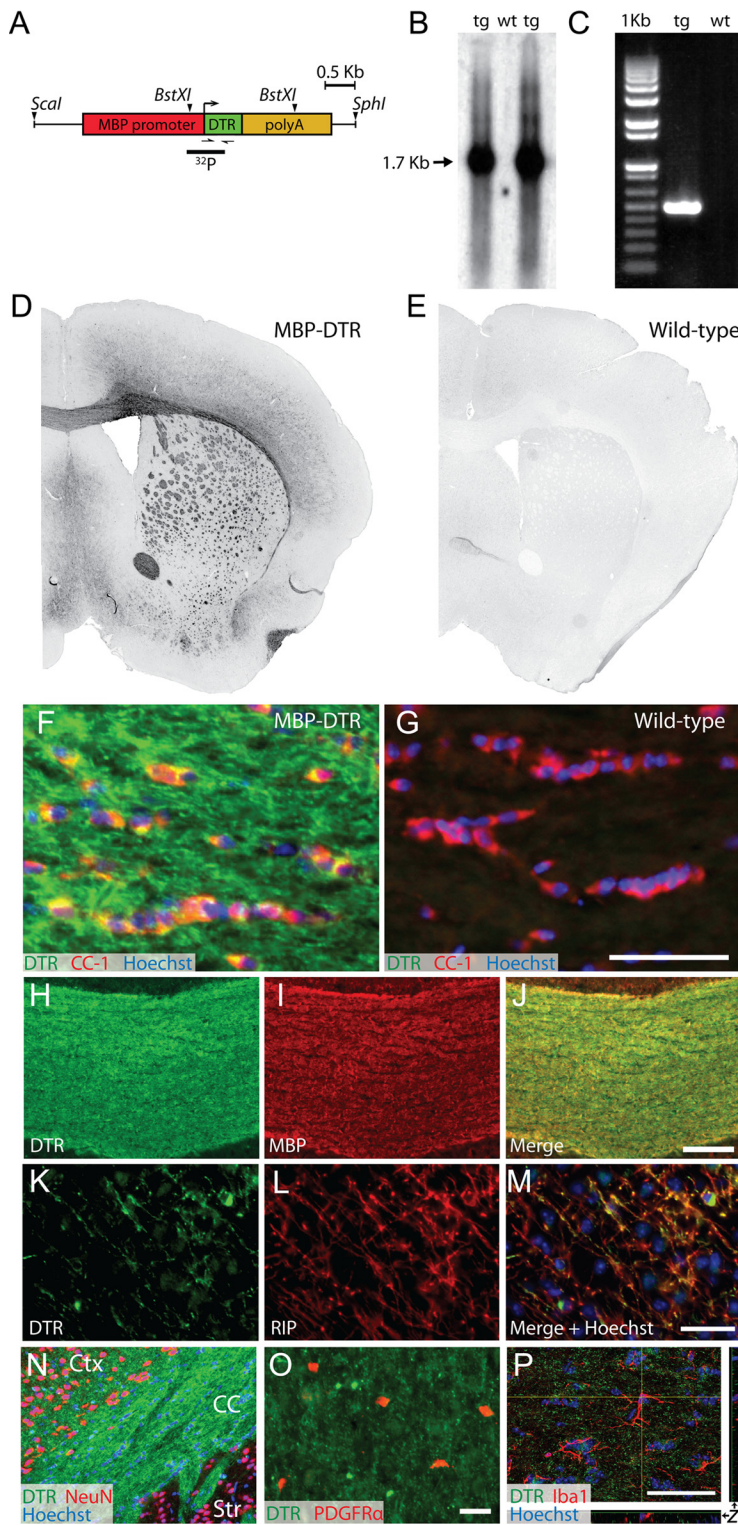 A
0.5 Kb
ScaI
BstXI
BstXI
SphI
MBP promoter
DTR
polyA
32P
B
tg wt tg
1.7 Kb
C
1Kb tg wt
D
MBP-DTR
E
Wild-type
F
MBP-DTR
DTR CC-1 Hoechst
G
Wild-type
DTR CC-1 Hoechst
H
DTR
I
MBP
J
Merge
K
DTR
L
RIP
M
Merge + Hoechst
N
Ctx
CC
Str
DTR NeuN
Hoechst
O
DTR PDGFRα
P
DTR Iba1
Hoechst
Z